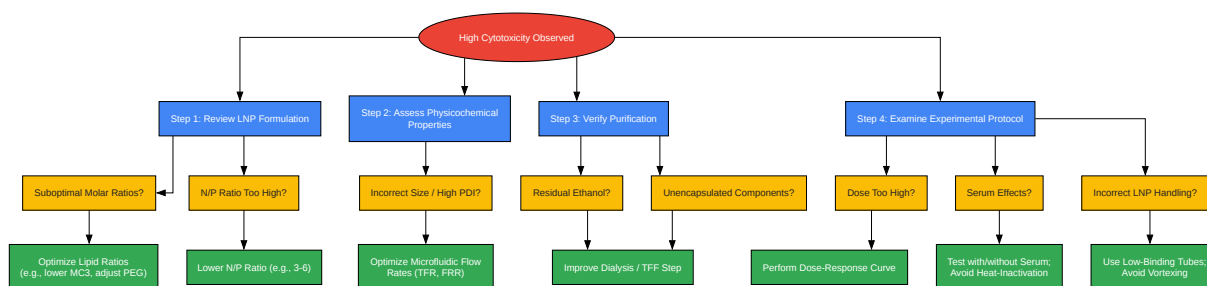 High Cytotoxicity Observed
Step 1: Review LNP Formulation
Step 2: Assess Physicochemical
Properties
Step 3: Verify Purification
Step 4: Examine Experimental Protocol
Suboptimal Molar Ratios?
N/P Ratio Too High?
Incorrect Size / High PDI?
Residual Ethanol?
Unencapsulated Components?
Dose Too High?
Serum Effects?
Incorrect LNP Handling?
Optimize Lipid Ratios
(e.g., lower MC3, adjust PEG)
Lower N/P Ratio (e.g., 3-6)
Optimize Microfluidic Flow
Rates (TFR, FRR)
Improve Dialysis / TFF Step
Perform Dose-Response Curve
Test with/without Serum;
Avoid Heat-Inactivation
Use Low-Binding Tubes;
Avoid Vortexing